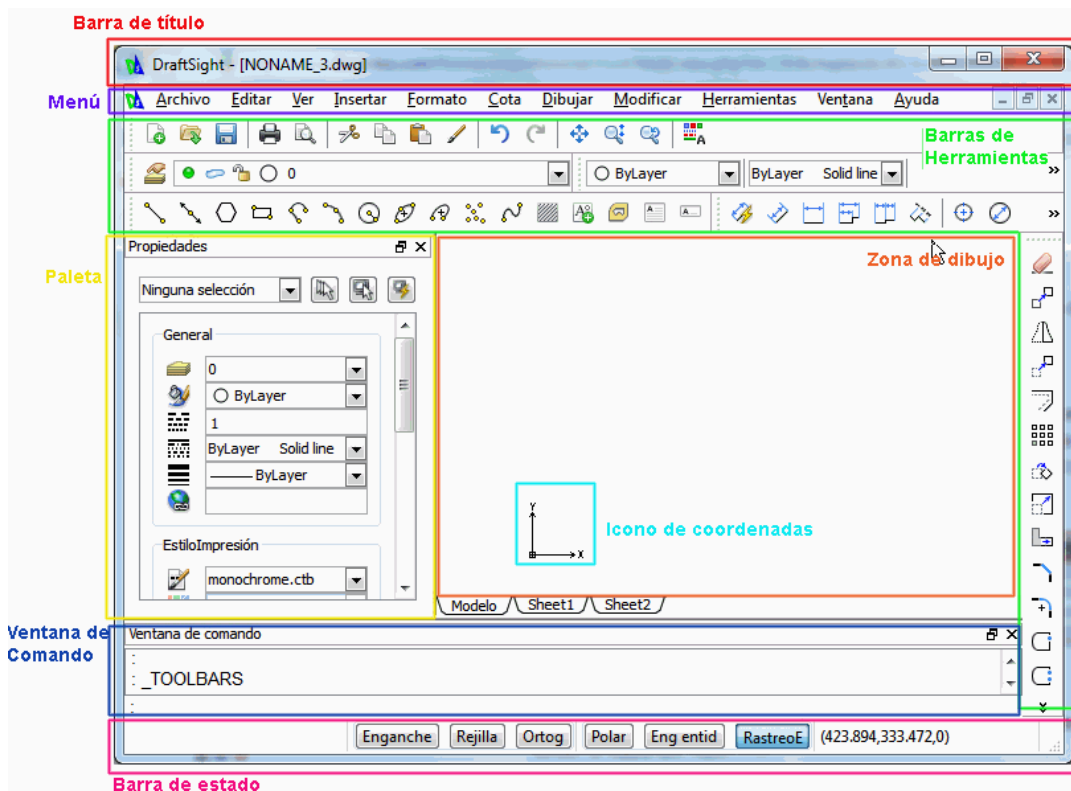 Barra de título
DraftSight - [NONAME_3.dwg]
Menú
Archivo Editar Ver Insertar Formato Cota Dibujar Modificar Herramientas Ventana Ayuda
Barras de
Herramientas
0 ByLayer ByLayer Solid line
Paleta
Propiedades
Zona de dibujo
Ninguna selección
General
0
ByLayer
1
ByLayer Solid line
ByLayer
EstiloImpresión
monochrome.ctb
Y
X
Icono de coordenadas
Modelo Sheet1 Sheet2
Ventana de
Comando
Ventana de comando
:
: _TOOLBARS
:
Enganche Rejilla Ortog Polar Eng entid RastreoE (423.894,333.472,0)
Barra de estado